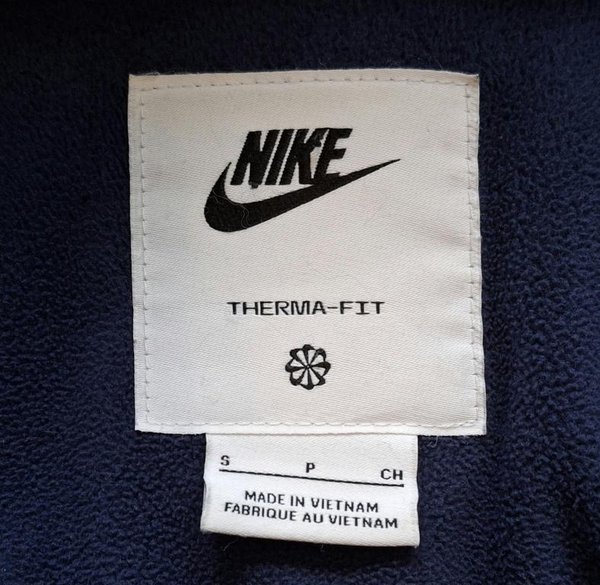 NIKE
THERMA-FIT
S P CH
MADE IN VIETNAM
FABRIQUE AU VIETNAM